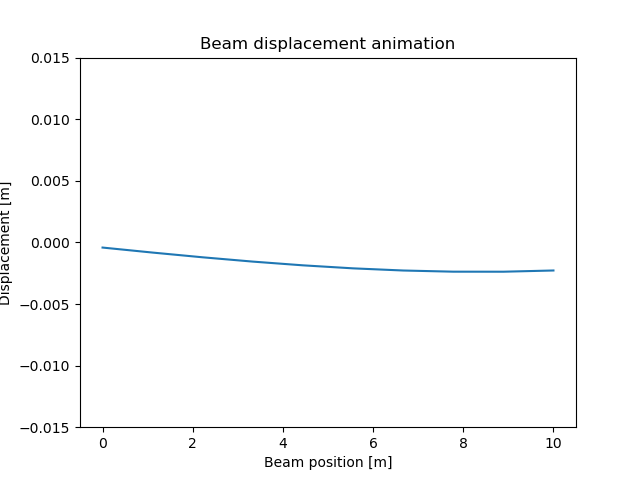 Beam displacement animation
0.015
0.010
0.005
0.000
−0.005
−0.010
−0.015
Displacement [m]
0 2 4 6 8 10
Beam position [m]